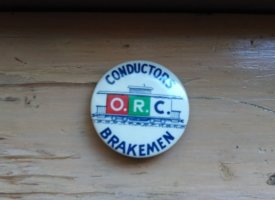 CONDUCTORS
O. R. C.
BRAKEMEN